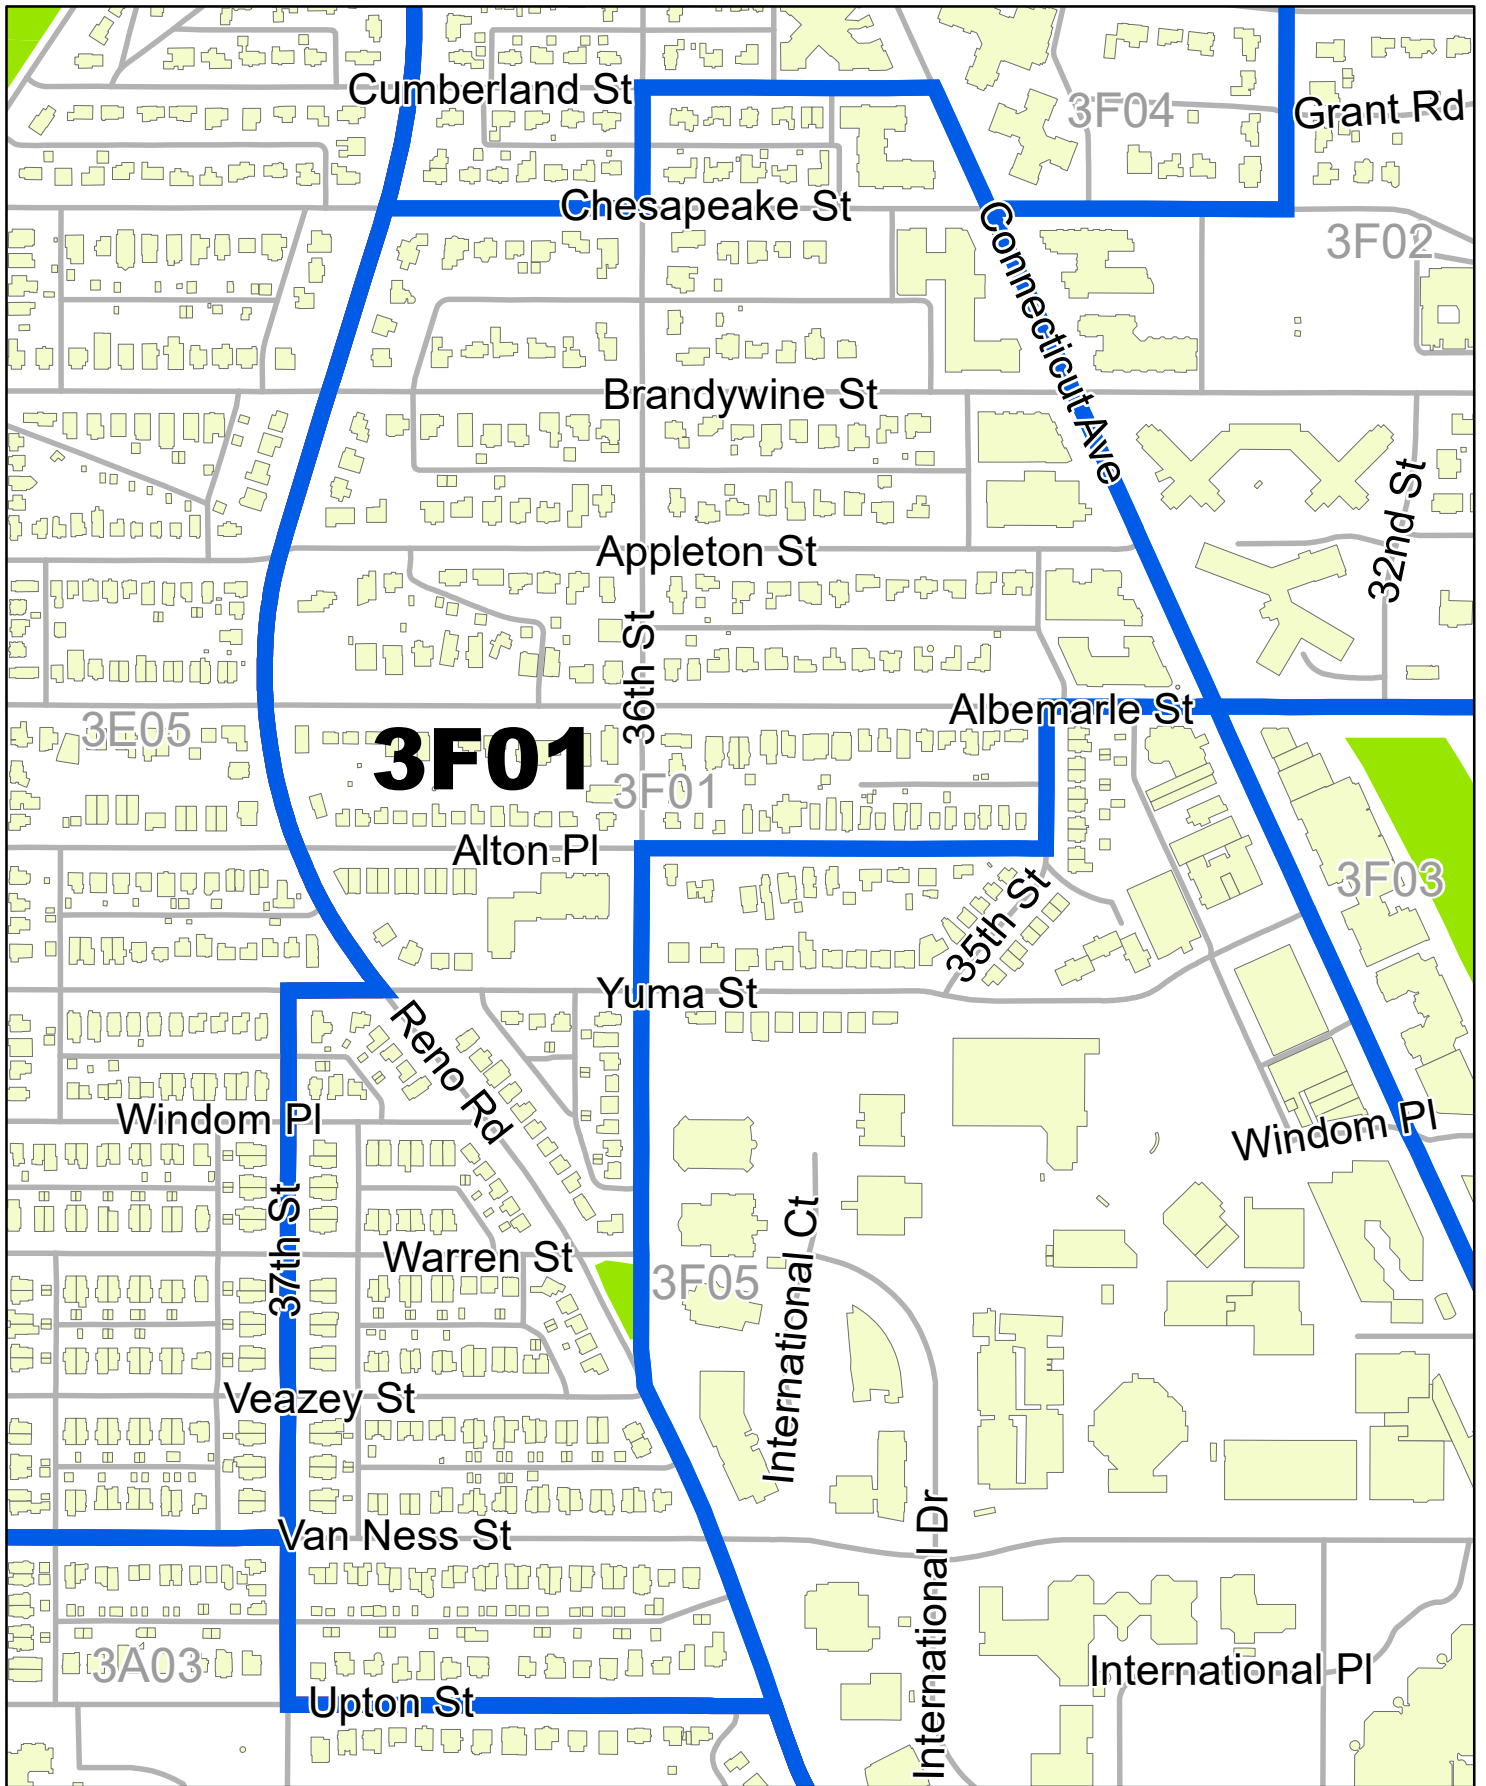 Cumberland St
3F04
Grant Rd
Chesapeake St
Connecticut Ave
3F02
Brandywine St
32nd St
Appleton St
36th St
Albemarle St
3E05
3F01
3F01
Alton Pl
3F03
35th St
Yuma St
Reno Rd
Windom Pl
Windom Pl
37th St
Warren St
3F05
International Ct
Veazey St
Van Ness St
International Dr
3A03
International Pl
Upton St